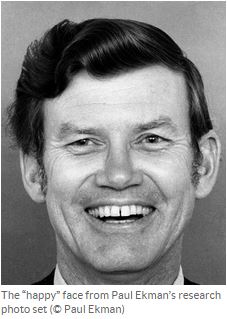 The “happy” face from Paul Ekman’s research
photo set (© Paul Ekman)